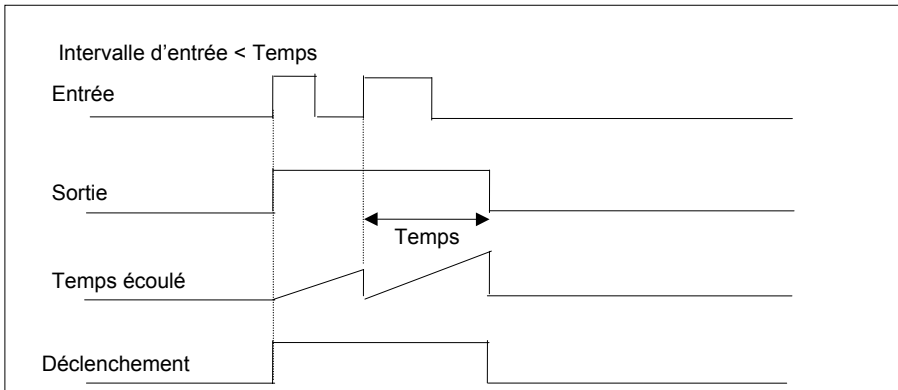 Intervalle d’entrée < Temps
Entrée
Sortie
Temps
Temps écoulé
Déclenchement